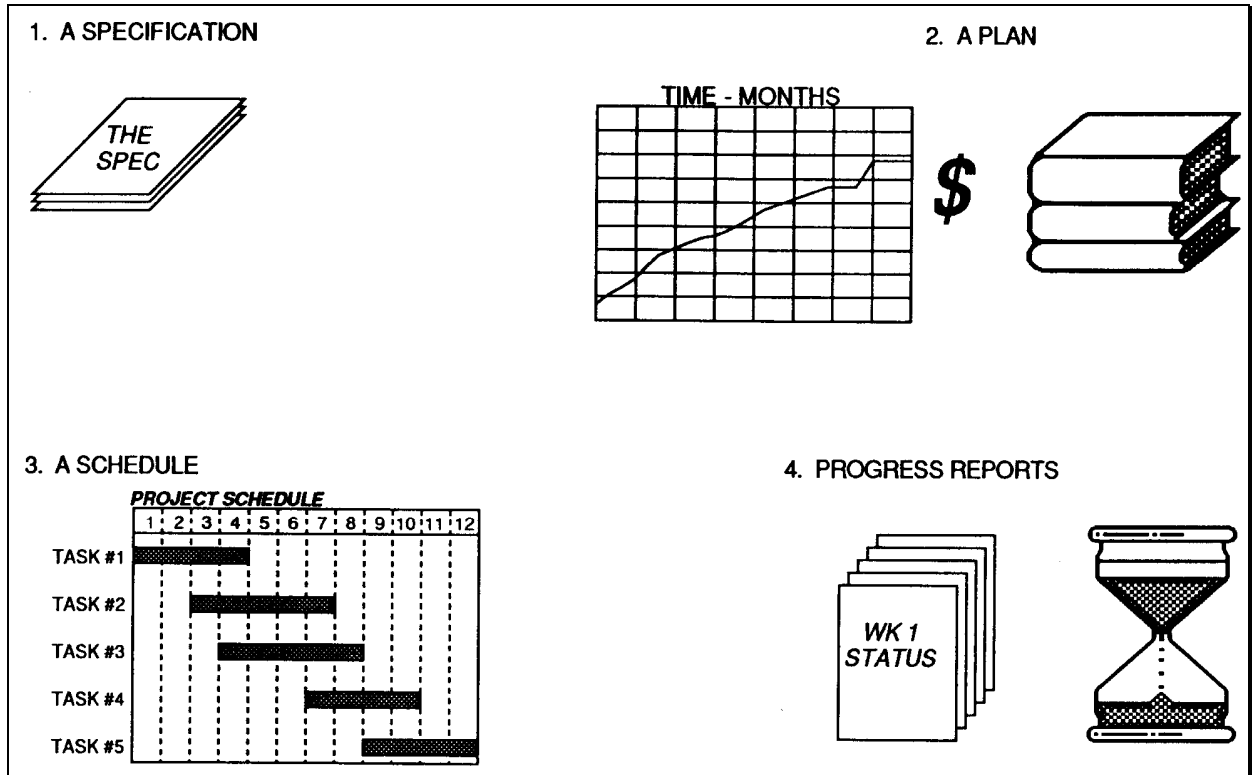 1. A SPECIFICATION
THE
SPEC
2. A PLAN
TIME - MONTHS
$
3. A SCHEDULE
PROJECT SCHEDULE
1 2 3 4 5 6 7 8 9 10 11 12
TASK #1
TASK #2
TASK #3
TASK #4
TASK #5
4. PROGRESS REPORTS
WK 1
STATUS